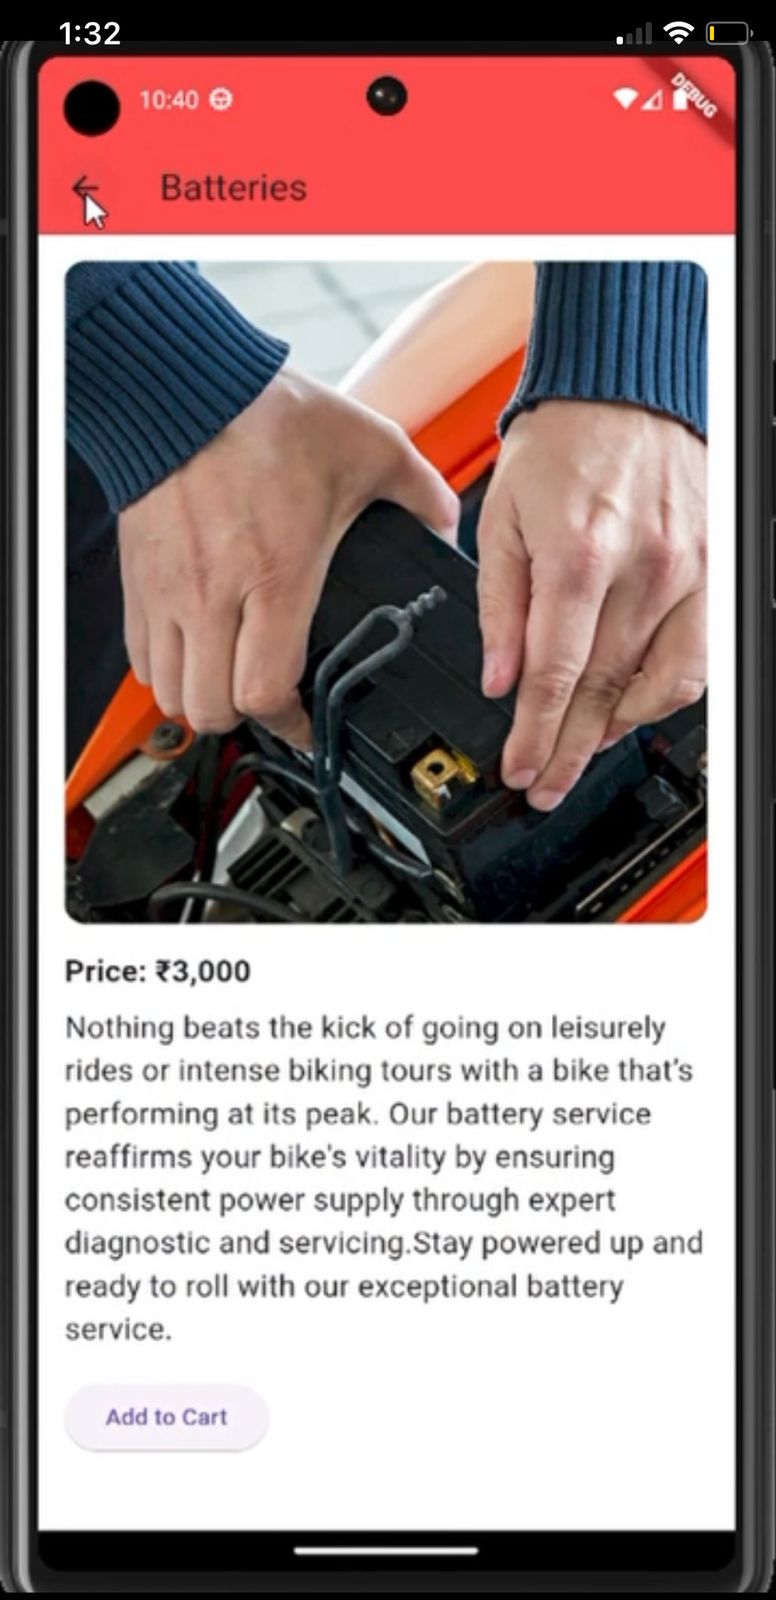 1:32
10:40
DEBUG
Batteries
Price: ₹3,000
Nothing beats the kick of going on leisurely
rides or intense biking tours with a bike that's
performing at its peak. Our battery service
reaffirms your bike's vitality by ensuring
consistent power supply through expert
diagnostic and servicing.Stay powered up and
ready to roll with our exceptional battery
service.
Add to Cart